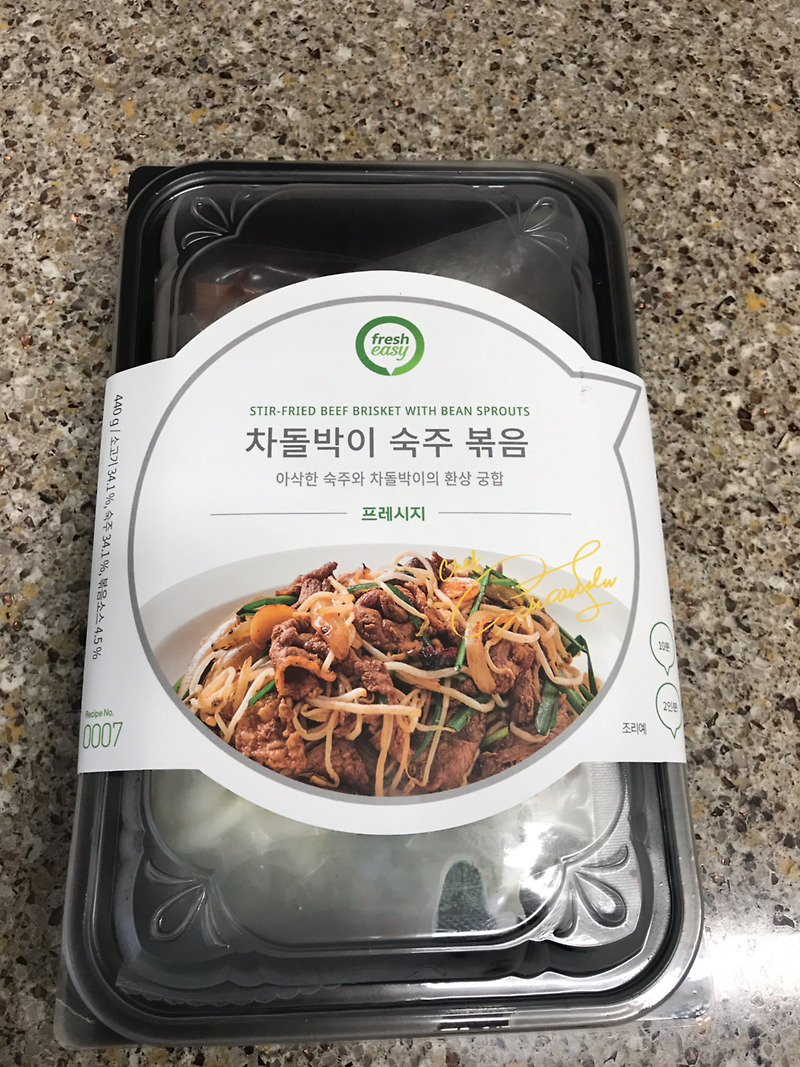 fresh
easy
STIR-FRIED BEEF BRISKET WITH BEAN SPROUTS
차돌박이 숙주 볶음
아삭한 숙주와 차돌박이의 환상 궁합
프레시지
440 g / 소고기 34.1 %, 숙주 34.1 %, 볶음소스 4.5 %
Recipe No.
0007
10분
2인분
조리예